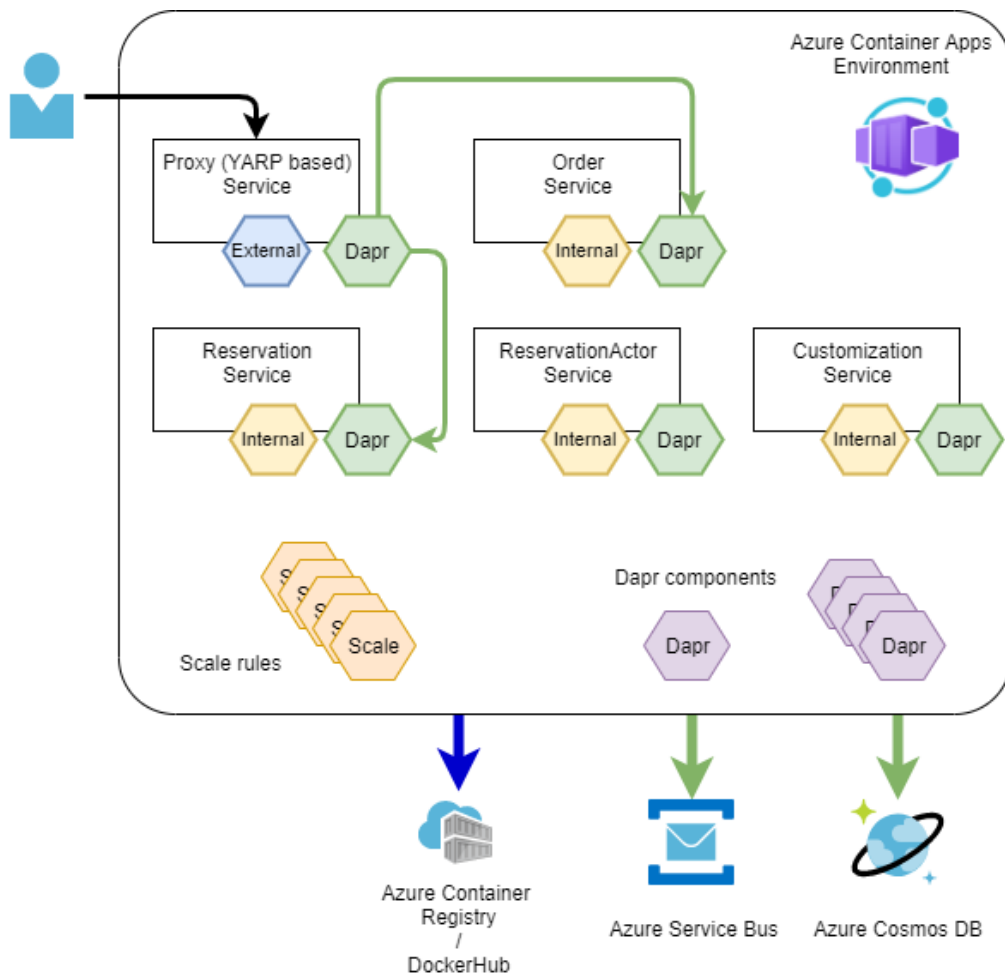 Azure Container Apps
Environment
Proxy (YARP based)
Service
External
Dapr
Order
Service
Internal
Dapr
Reservation
Service
Internal
Dapr
ReservationActor
Service
Internal
Dapr
Customization
Service
Internal
Dapr
Scale rules
S
S
S
S
Scale
Dapr components
Dapr
D
D
D
Dapr
Azure Container
Registry
/
DockerHub
Azure Service Bus
Azure Cosmos DB